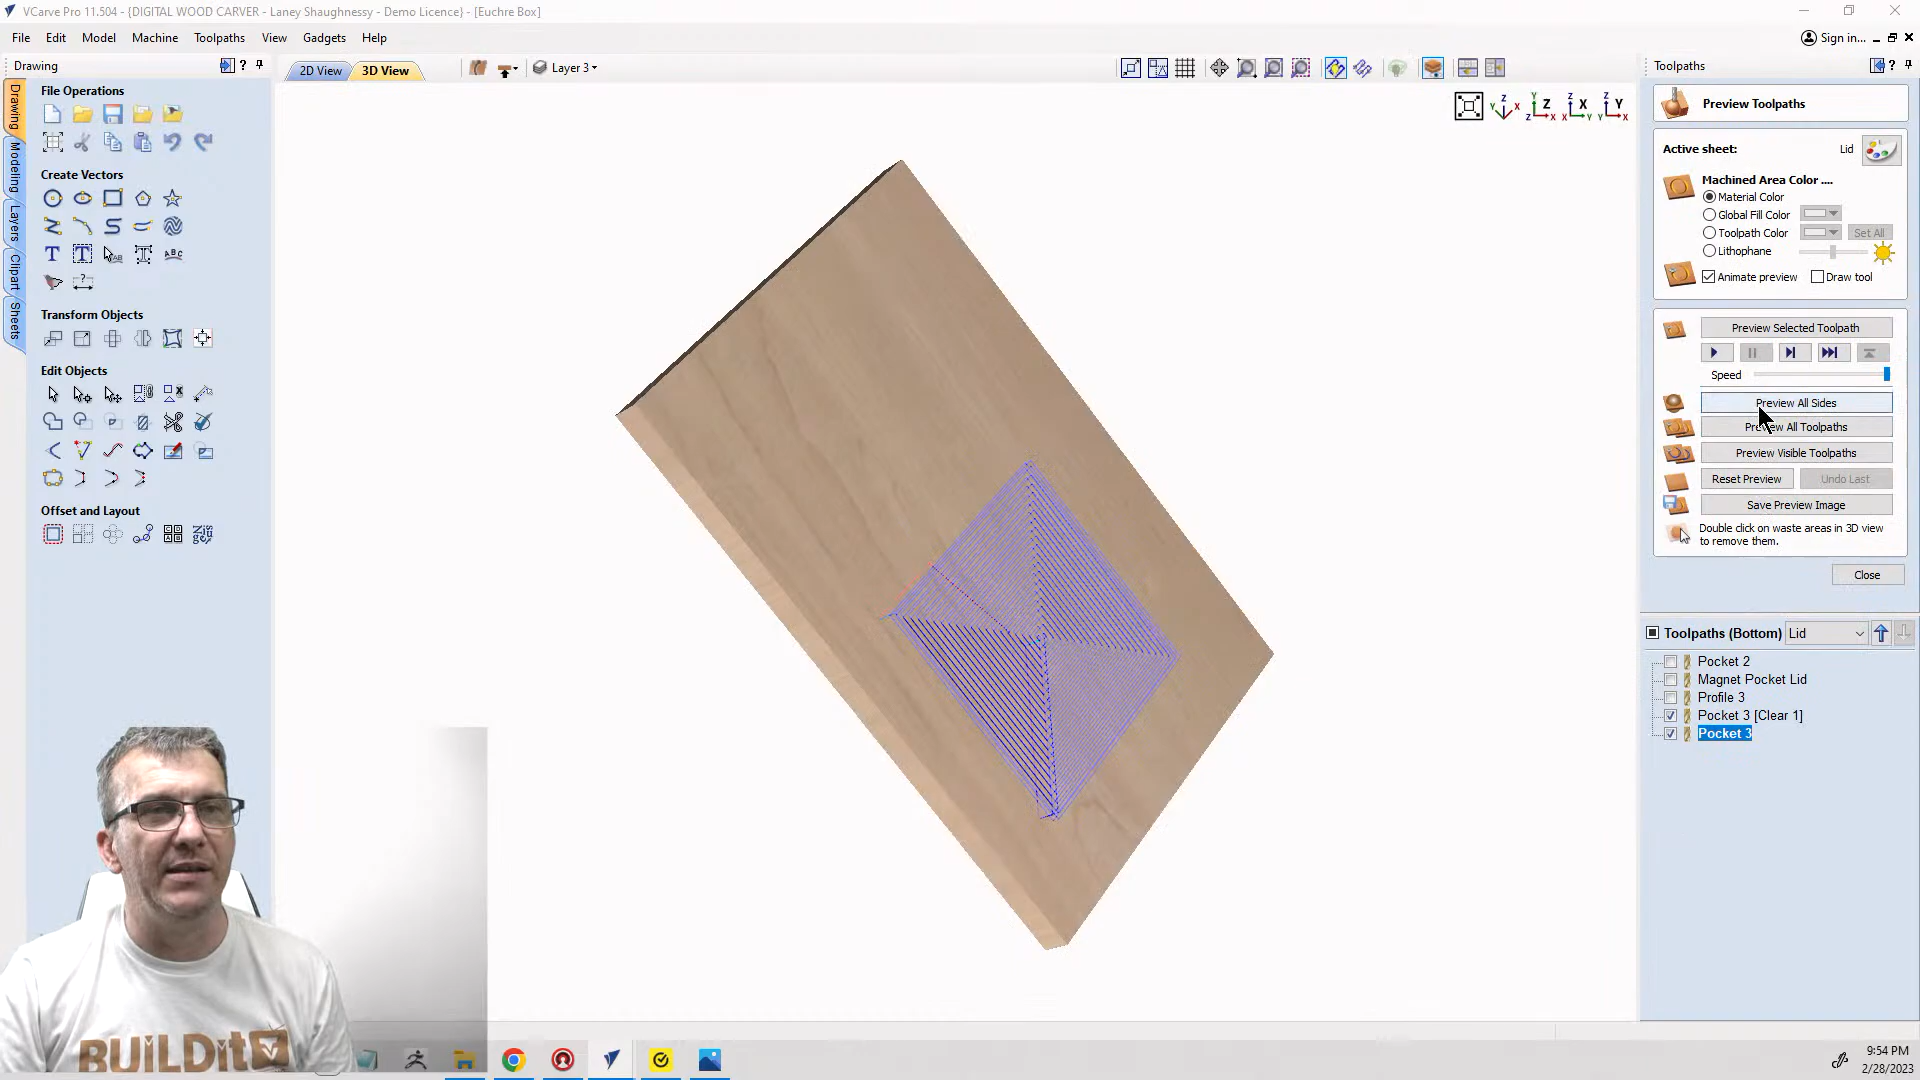 VCarve Pro 11.504 - {DIGITAL WOOD CARVER - Laney Shaughnessy - Demo Licence} - [Euchre Box]
File Edit Model Machine Toolpaths View Gadgets Help
Sign in...
Drawing
2D View 3D View Layer 3
Toolpaths
Drawing
Modeling
Layers
Clipart
Sheets
File Operations
Create Vectors
Transform Objects
Edit Objects
Offset and Layout
Preview Toolpaths
Active sheet: Lid
Machined Area Color ....
Material Color
Global Fill Color
Toolpath Color Set All
Lithophane
Animate preview Draw tool
Preview Selected Toolpath
Speed
Preview All Sides
Preview All Toolpaths
Preview Visible Toolpaths
Reset Preview Undo Last
Save Preview Image
Double click on waste areas in 3D view
to remove them.
Close
Toolpaths (Bottom) Lid
Pocket 2
Magnet Pocket Lid
Profile 3
Pocket 3 [Clear 1]
Pocket 3
BUILDit
9:54 PM
2/28/2023